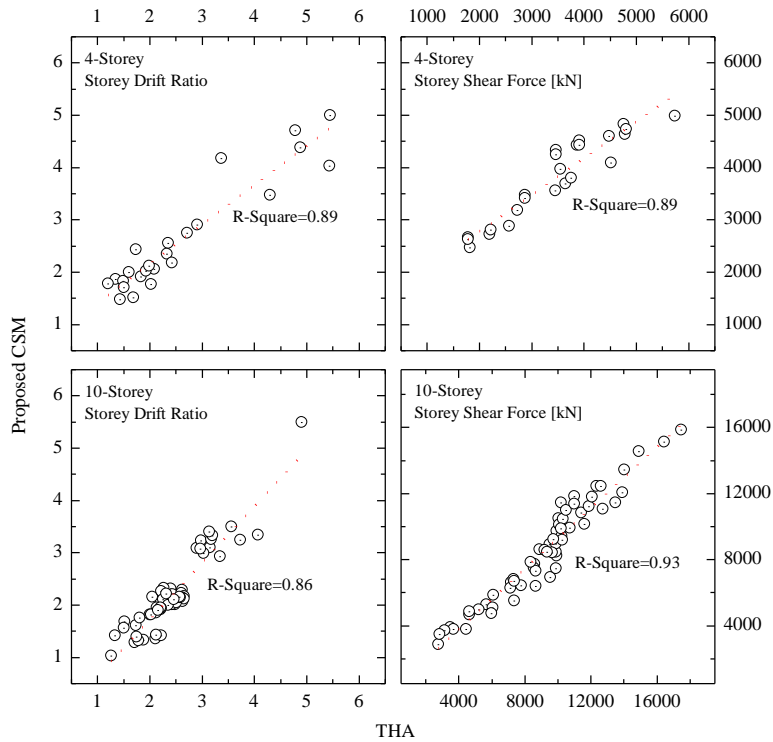 1 2 3 4 5 6
1000 2000 3000 4000 5000 6000
4-Storey
Storey Drift Ratio
R-Square=0.89
6
5
4
3
2
1
4-Storey
Storey Shear Force [kN]
R-Square=0.89
6000
5000
4000
3000
2000
1000
Proposed CSM
10-Storey
Storey Drift Ratio
R-Square=0.86
6
5
4
3
2
1
10-Storey
Storey Shear Force [kN]
R-Square=0.93
16000
12000
8000
4000
1 2 3 4 5 6
4000 8000 12000 16000
THA